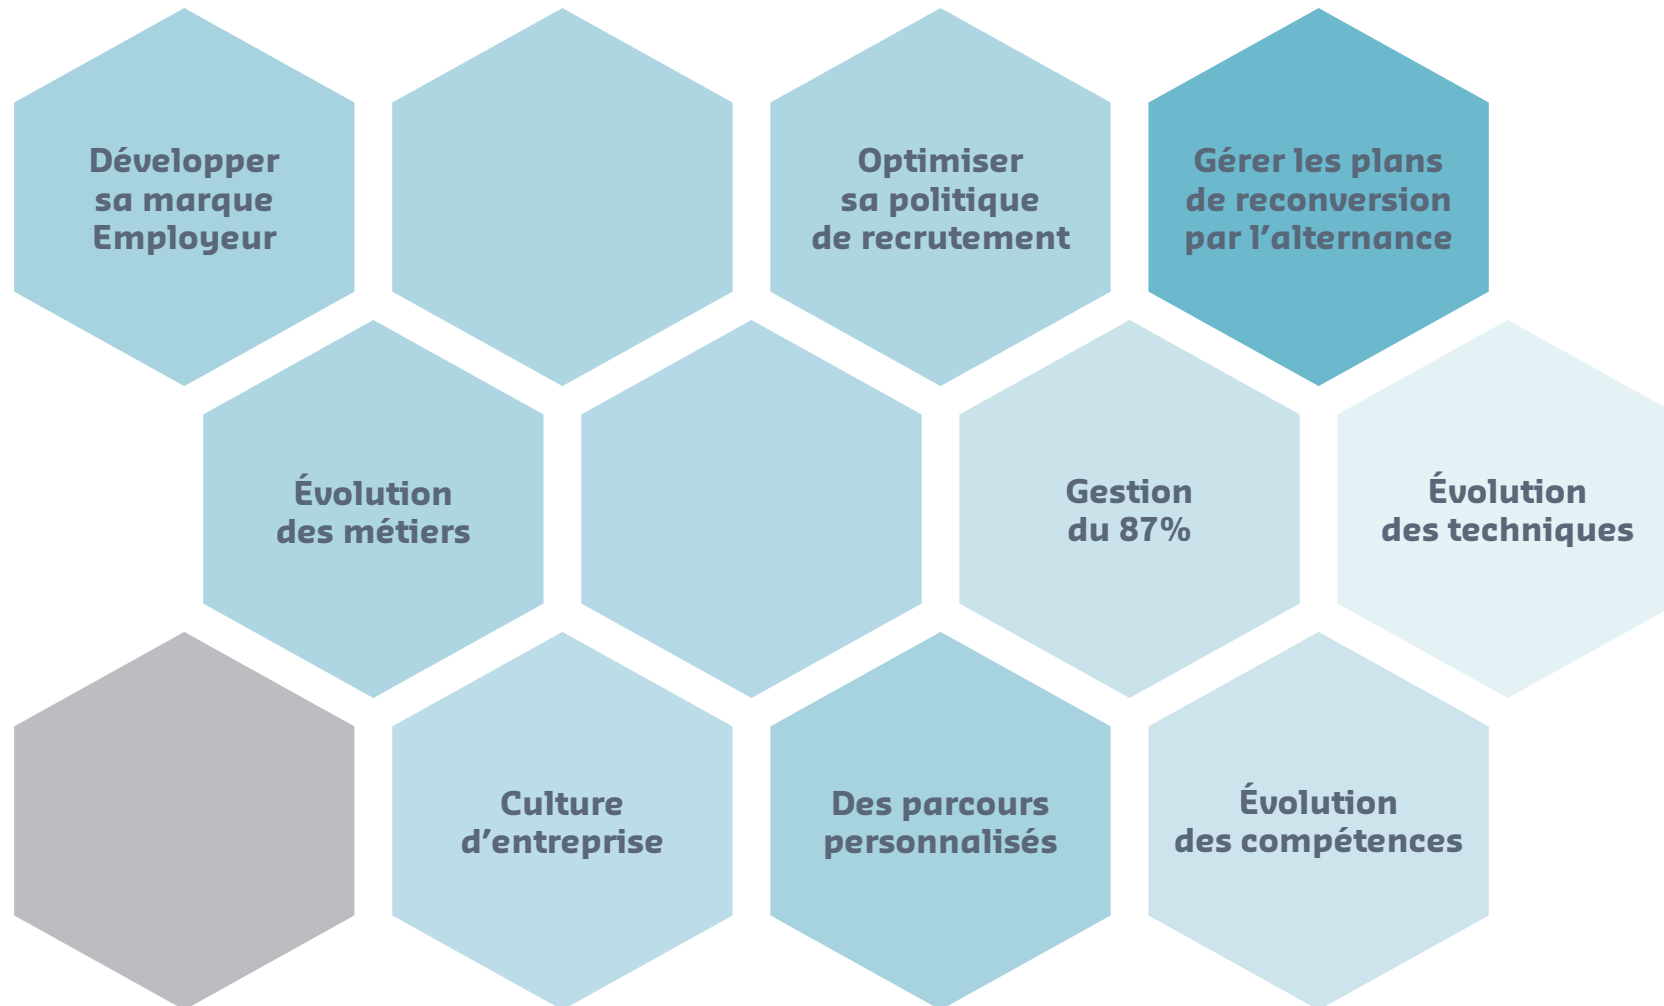 Développer
sa marque
Employeur
Optimiser
sa politique
de recrutement
Gérer les plans
de reconversion
par l’alternance
Évolution
des métiers
Gestion
du 87%
Évolution
des techniques
Culture
d’entreprise
Des parcours
personnalisés
Évolution
des compétences